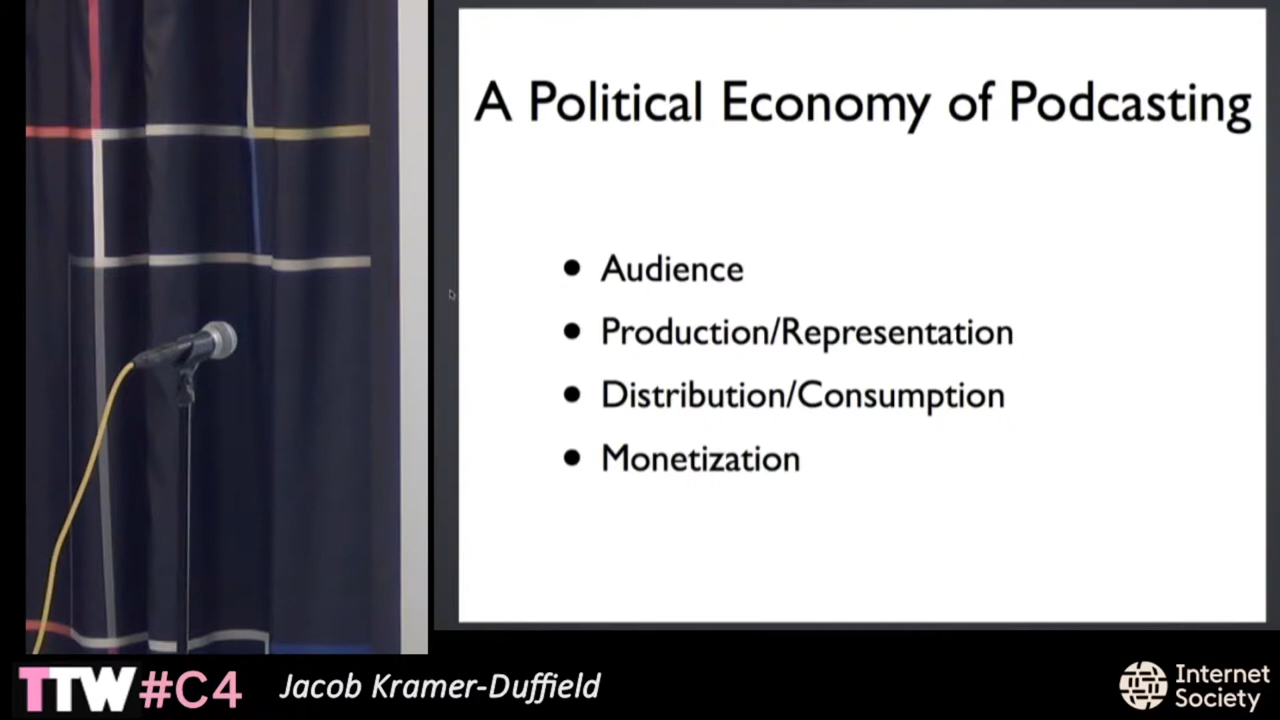 A Political Economy of Podcasting
• Audience
• Production/Representation
• Distribution/Consumption
• Monetization
TTW#C4
Jacob Kramer-Duffield
Internet
Society